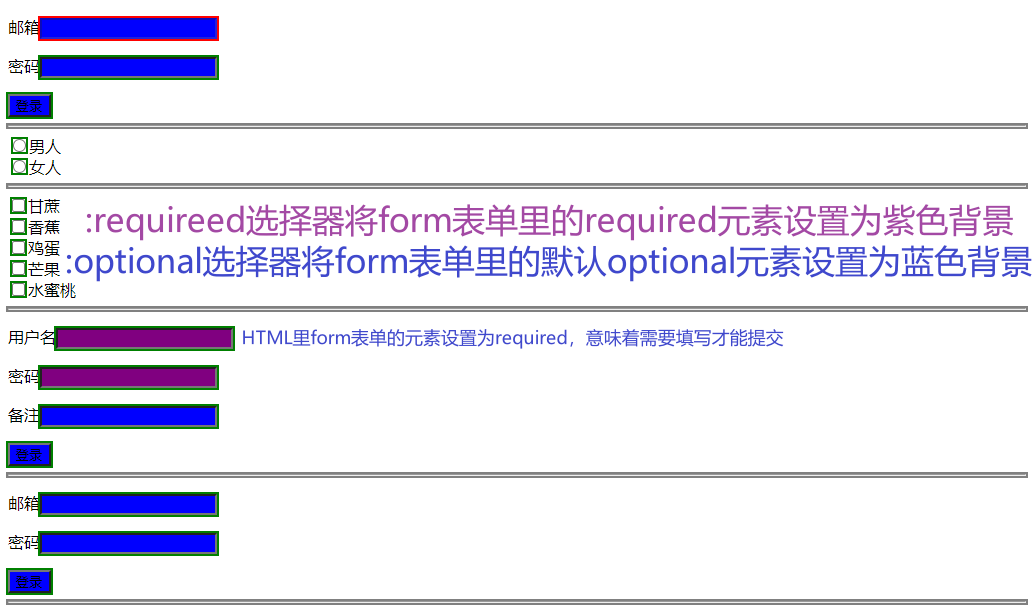 邮箱
密码
登录
男人
女人
甘蔗
:requireed选择器将form表单里的required元素设置为紫色背景
香蕉
鸡蛋
:optional选择器将form表单里的默认optional元素设置为蓝色背景
芒果
水蜜桃
用户名 HTML里form表单的元素设置为required，意味着需要填写才能提交
密码
备注
登录
邮箱
密码
登录